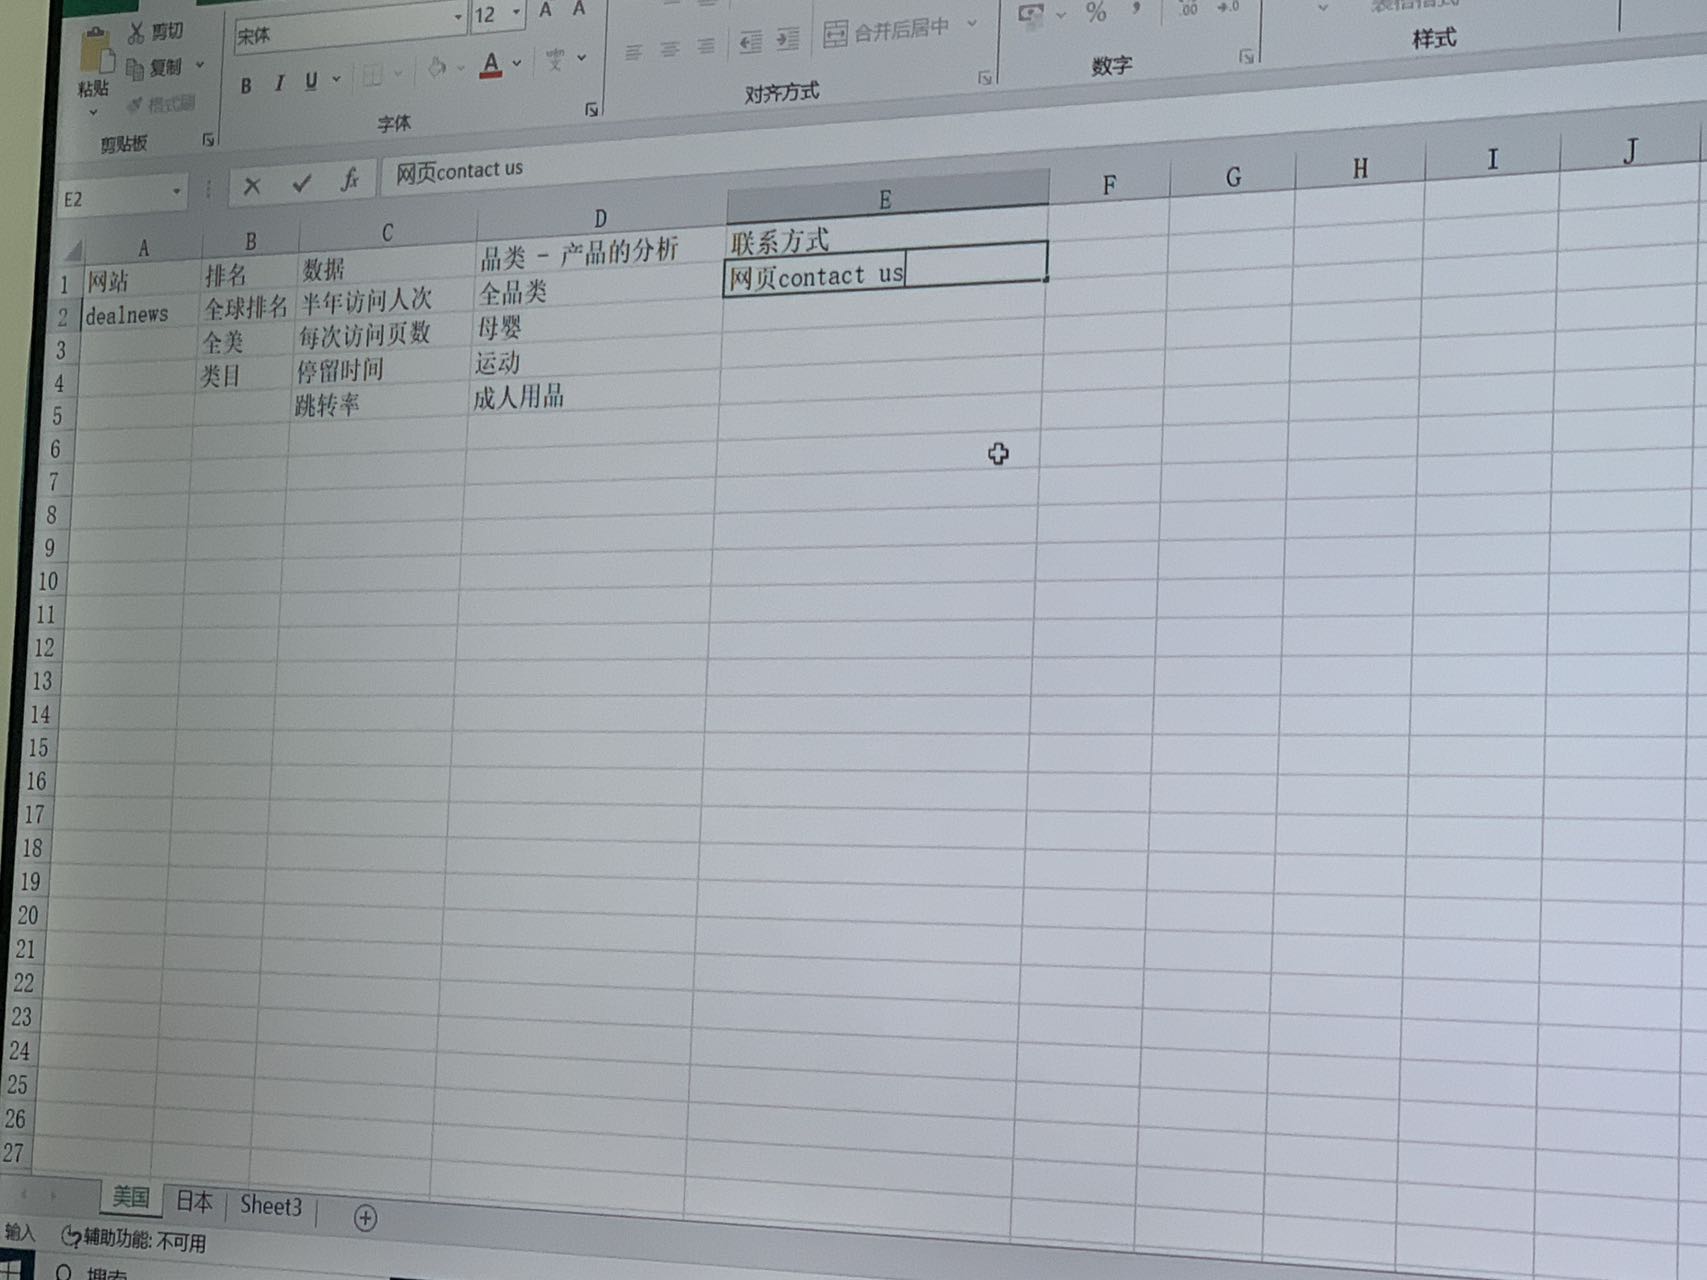 剪切
宋体 12 A A
复制
粘贴
格式刷
B I U A
合并后居中
% , .00 →.0
剪贴板 字体 对齐方式 数字 样式
E2 fx 网页contact us
A B C D E F G H I J
1 网站 排名 数据 品类 - 产品的分析 联系方式
2 dealnews 全球排名 半年访问人次 全品类 网页contact us
3 全美 每次访问页数 母婴
4 类目 停留时间 运动
5 跳转率 成人用品
6
7
8
9
10
11
12
13
14
15
16
17
18
19
20
21
22
23
24
25
26
27
美国 日本 Sheet3
输入 辅助功能: 不可用
搜索